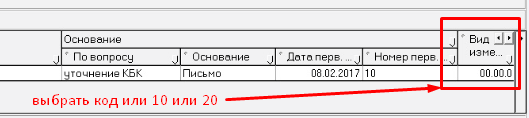 Основание
Вид
изме...
По вопросу
Основание
Дата перв. ...
Номер перв. ...
уточнение КБК
Письмо
08.02.2017
10
00.00.0
выбрать код или 10 или 20